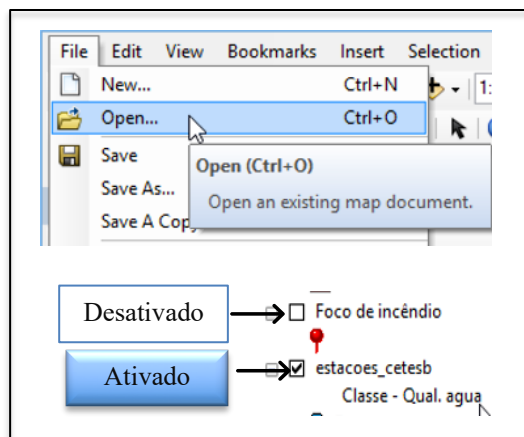 File Edit View Bookmarks Insert Selection
New... Ctrl+N
1:
Open... Ctrl+O
Save
Open (Ctrl+O)
Save As...
Open an existing map document.
Save A Copy
Desativado
Foco de incêndio
Ativado
estacoes_cetesb
Classe - Qual. agua